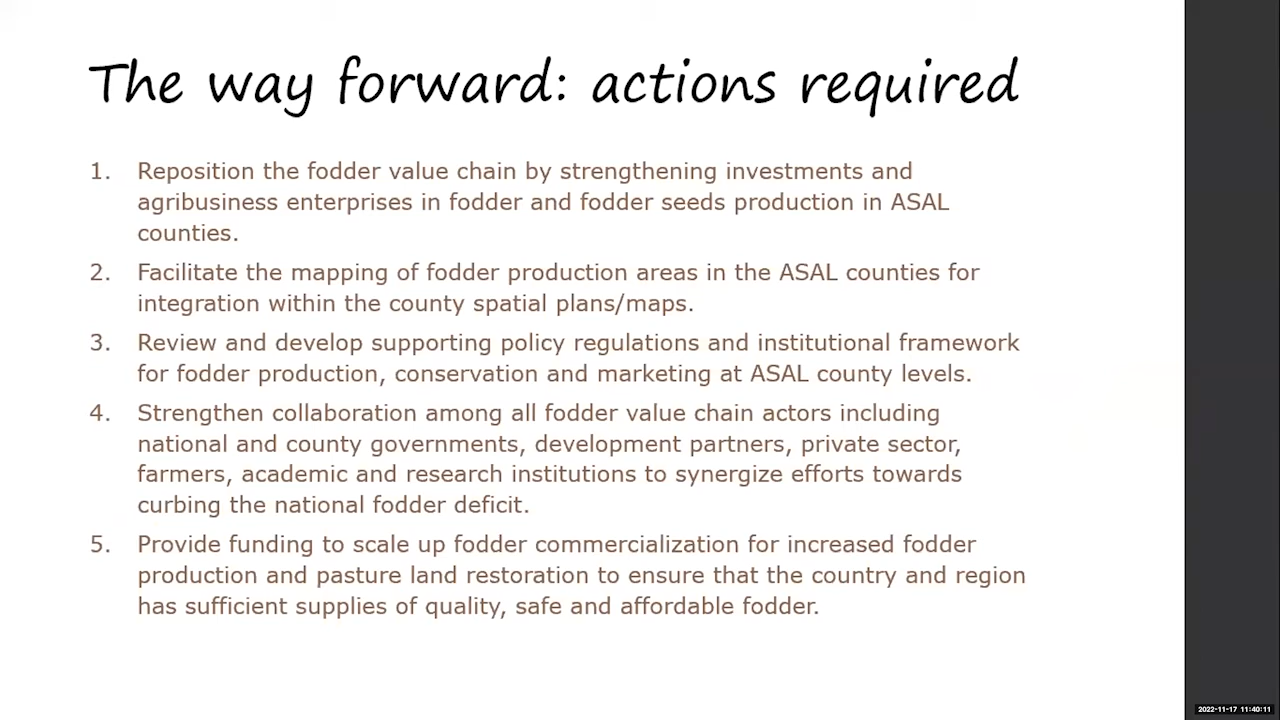 The way forward: actions required
1. Reposition the fodder value chain by strengthening investments and
agribusiness enterprises in fodder and fodder seeds production in ASAL
counties.
2. Facilitate the mapping of fodder production areas in the ASAL counties for
integration within the county spatial plans/maps.
3. Review and develop supporting policy regulations and institutional framework
for fodder production, conservation and marketing at ASAL county levels.
4. Strengthen collaboration among all fodder value chain actors including
national and county governments, development partners, private sector,
farmers, academic and research institutions to synergize efforts towards
curbing the national fodder deficit.
5. Provide funding to scale up fodder commercialization for increased fodder
production and pasture land restoration to ensure that the country and region
has sufficient supplies of quality, safe and affordable fodder.
2022-11-17 11:40:11